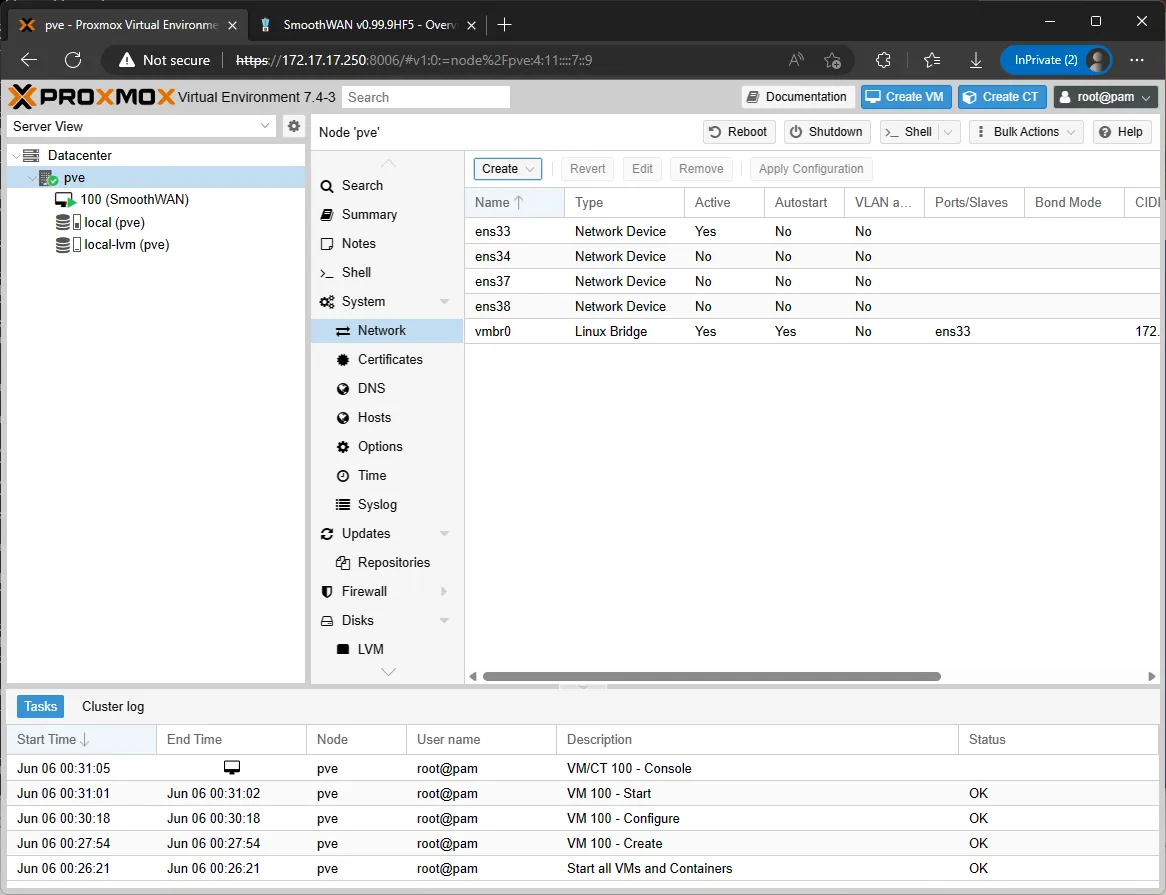 pve - Proxmox Virtual Environme
SmoothWAN v0.99.9HF5 - Overv
Not secure
https://172.17.17.250:8006/#v1:0:=node%2Fpve:4:11::::7::9
InPrivate (2)
PROXMOX Virtual Environment 7.4-3
Search
Documentation
Create VM
Create CT
root@pam
Server View
Node 'pve'
Reboot
Shutdown
Shell
Bulk Actions
Help
Datacenter
pve
100 (SmoothWAN)
local (pve)
local-lvm (pve)
Search
Summary
Notes
Shell
System
Network
Certificates
DNS
Hosts
Options
Time
Syslog
Updates
Repositories
Firewall
Disks
LVM
Create Revert Edit Remove Apply Configuration
Name Type Active Autostart VLAN a... Ports/Slaves Bond Mode CIDR
ens33 Network Device Yes No No
ens34 Network Device No No No
ens37 Network Device No No No
ens38 Network Device No No No
vmbr0 Linux Bridge Yes Yes No ens33 172.
Tasks Cluster log
Start Time End Time Node User name Description Status
Jun 06 00:31:05 pve root@pam VM/CT 100 - Console
Jun 06 00:31:01 Jun 06 00:31:02 pve root@pam VM 100 - Start OK
Jun 06 00:30:18 Jun 06 00:30:18 pve root@pam VM 100 - Configure OK
Jun 06 00:27:54 Jun 06 00:27:54 pve root@pam VM 100 - Create OK
Jun 06 00:26:21 Jun 06 00:26:21 pve root@pam Start all VMs and Containers OK